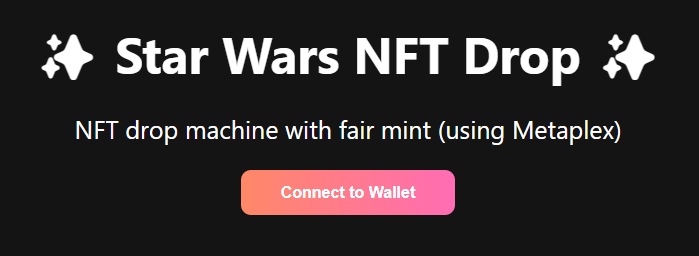 ✨ Star Wars NFT Drop ✨
NFT drop machine with fair mint (using Metaplex)
Connect to Wallet